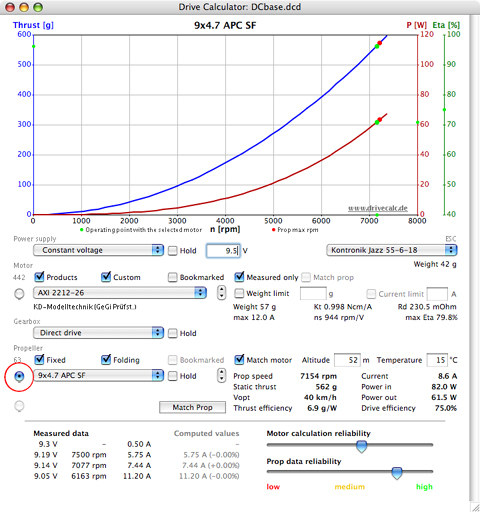 Drive Calculator: DCbase.dcd
Thrust [g] 9x4.7 APC SF P [W] Eta [%]
600 120 100
500 100 90
400 80 80
300 60 70
200 40 60
100 20 50
0 0 40
0 1000 2000 3000 4000 5000 6000 7000 8000
www.drivecalc.de
Operating point with the selected motor n [rpm] Prop max rpm
Power supply ESC
Constant voltage Hold 9.5 V Kontronik Jazz 55-6-18
Motor Weight 42 g
442 Products Custom Bookmarked Measured only Match prop
AXI 2212-26 Weight limit g Current limit A
KD-Modelltechnik (GeGi Prüfst.) Weight 57 g Kt 0.998 Ncm/A Rd 230.5 mOhm
max 12.0 A ns 944 rpm/V max Eta 79.8%
Gearbox
Direct drive Hold
Propeller
63 Fixed Folding Bookmarked Match motor Altitude 52 m Temperature 15 °C
9x4.7 APC SF Hold Prop speed 7154 rpm Current 8.6 A
Static thrust 562 g Power in 82.0 W
Vopt 40 km/h Power out 61.5 W
Match Prop Thrust efficiency 6.9 g/W Drive efficiency 75.0%
Measured data Computed values Motor calculation reliability
9.3 V - 0.50 A
9.19 V 7500 rpm 5.75 A 5.75 A (-0.00%)
9.14 V 7077 rpm 7.44 A 7.44 A (+0.00%) Prop data reliability
9.05 V 6163 rpm 11.20 A 11.20 A (-0.00%)
low medium high